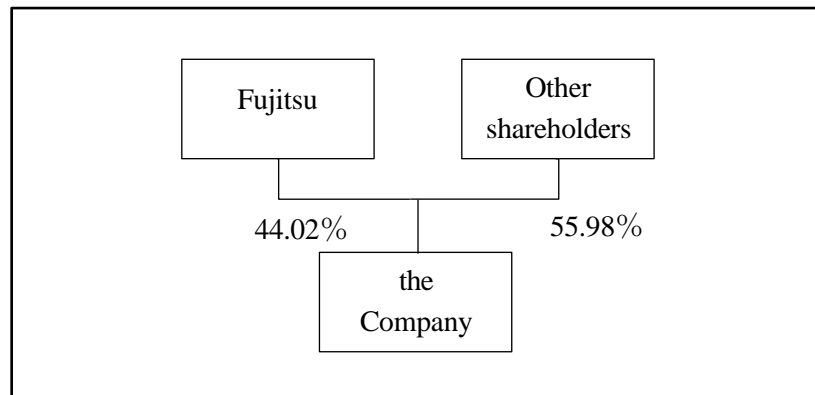 Fujitsu
Other
shareholders
44.02%
55.98%
the
Company